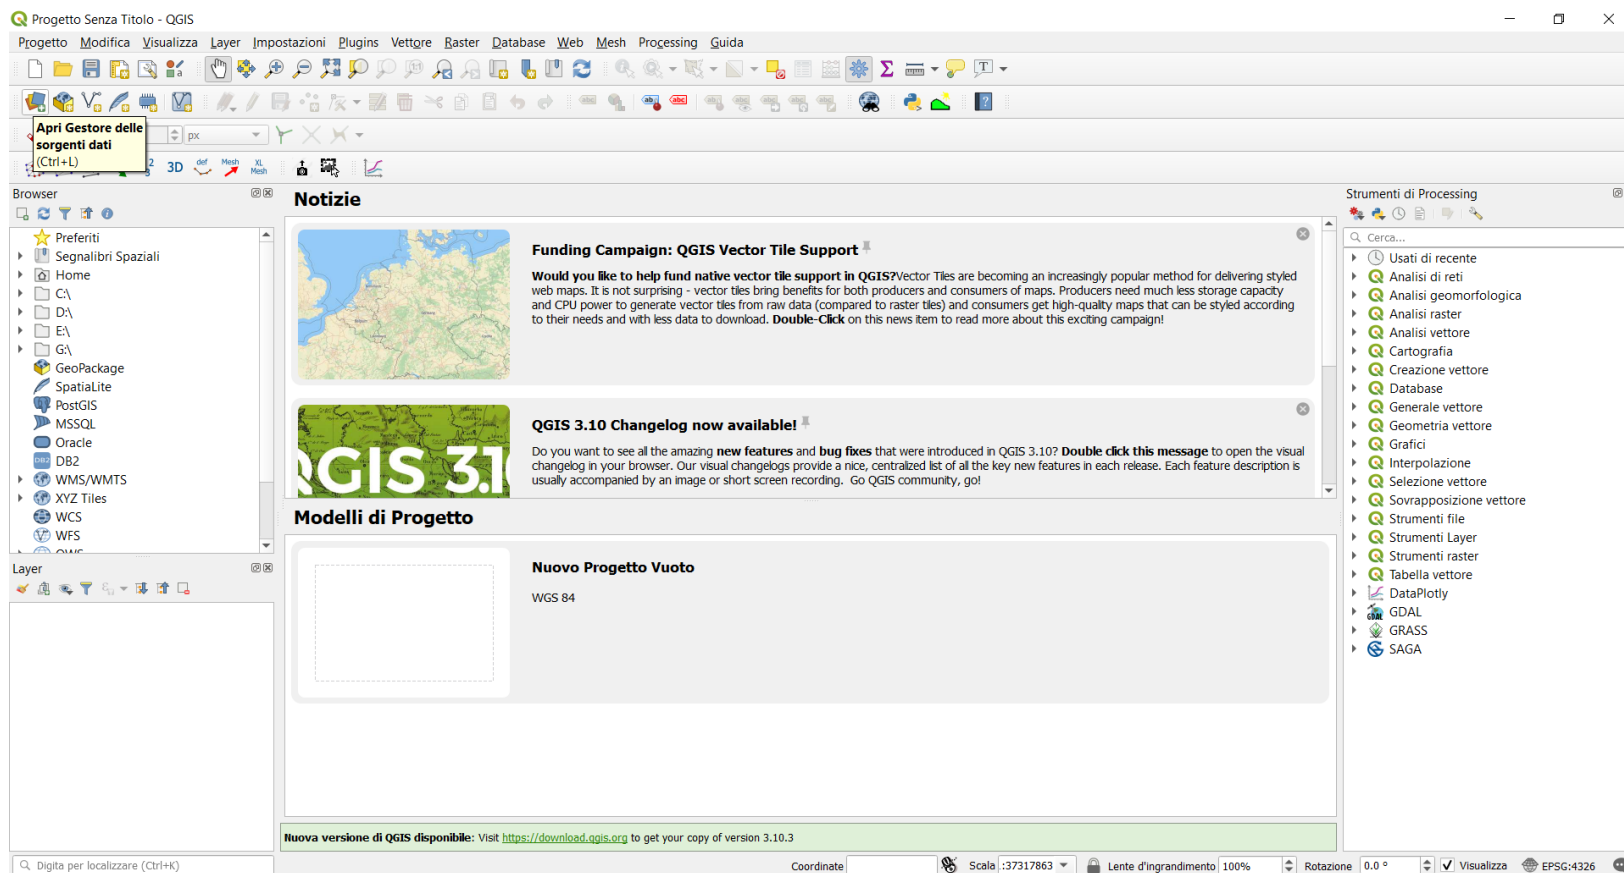 Progetto Senza Titolo - QGIS
Progetto Modifica Visualizza Layer Impostazioni Plugins Vettore Raster Database Web Mesh Processing Guida
Apri Gestore delle
sorgenti dati
(Ctrl+L)
px
3D
def
Mesh
XL
Mesh
Browser
Preferiti
Segnalibri Spaziali
Home
C:\
D:\
E:\
G:\
GeoPackage
SpatiaLite
PostGIS
MSSQL
Oracle
DB2
WMS/WMTS
XYZ Tiles
WCS
WFS
OWS
Layer
Digita per localizzare (Ctrl+K)
Notizie
Funding Campaign: QGIS Vector Tile Support
Would you like to help fund native vector tile support in QGIS?Vector Tiles are becoming an increasingly popular method for delivering styled
web maps. It is not surprising - vector tiles bring benefits for both producers and consumers of maps. Producers need much less storage capacity
and CPU power to generate vector tiles from raw data (compared to raster tiles) and consumers get high-quality maps that can be styled according
to their needs and with less data to download. Double-Click on this news item to read more about this exciting campaign!
QGIS 3.1
QGIS 3.10 Changelog now available!
Do you want to see all the amazing new features and bug fixes that were introduced in QGIS 3.10? Double click this message to open the visual
changelog in your browser. Our visual changelogs provide a nice, centralized list of all the key new features in each release. Each feature description is
usually accompanied by an image or short screen recording. Go QGIS community, go!
Modelli di Progetto
Nuovo Progetto Vuoto
WGS 84
Nuova versione di QGIS disponibile: Visit https://download.qgis.org to get your copy of version 3.10.3
Strumenti di Processing
Cerca...
Usati di recente
Analisi di reti
Analisi geomorfologica
Analisi raster
Analisi vettore
Cartografia
Creazione vettore
Database
Generale vettore
Geometria vettore
Grafici
Interpolazione
Selezione vettore
Sovrapposizione vettore
Strumenti file
Strumenti Layer
Strumenti raster
Tabella vettore
DataPlotly
GDAL
GRASS
SAGA
Coordinate Scala :37317863 Lente d'ingrandimento 100% Rotazione 0.0 ° Visualizza EPSG:4326